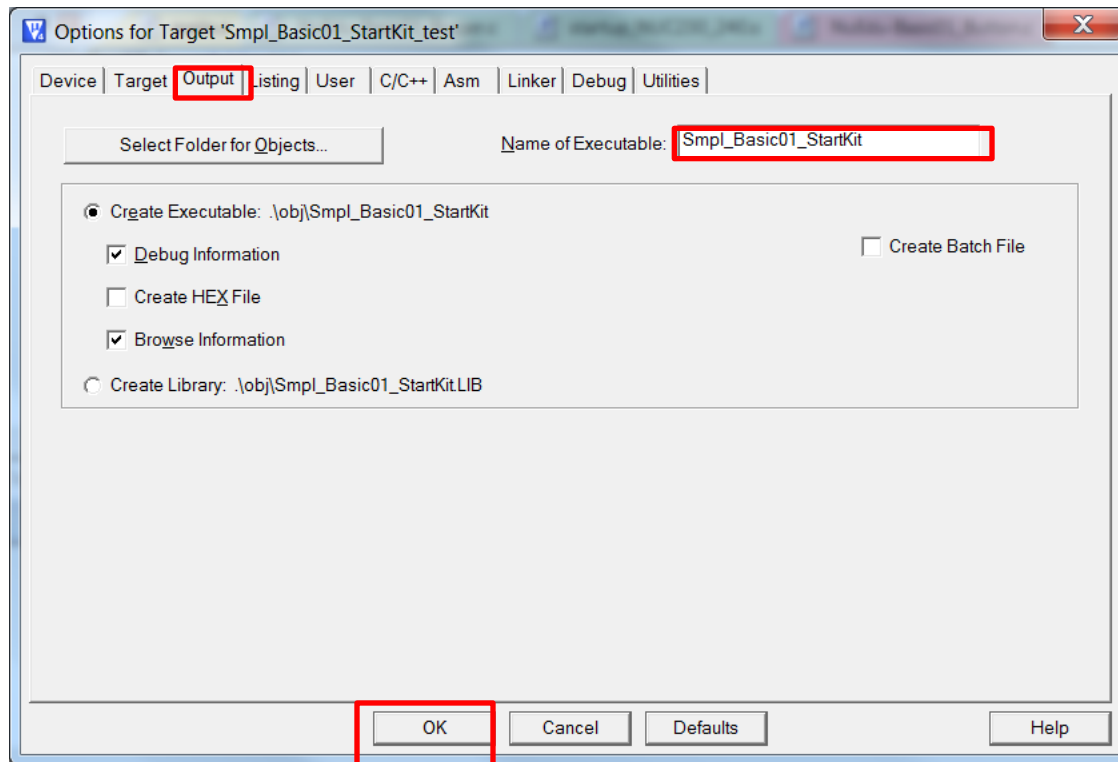 Options for Target 'Smpl_Basic01_StartKit_test'
Device Target Output Listing User C/C++ Asm Linker Debug Utilities
Select Folder for Objects... Name of Executable: Smpl_Basic01_StartKit
Create Executable: .\obj\Smpl_Basic01_StartKit
Debug Information Create Batch File
Create HEX File
Browse Information
Create Library: .\obj\Smpl_Basic01_StartKit.LIB
OK Cancel Defaults Help